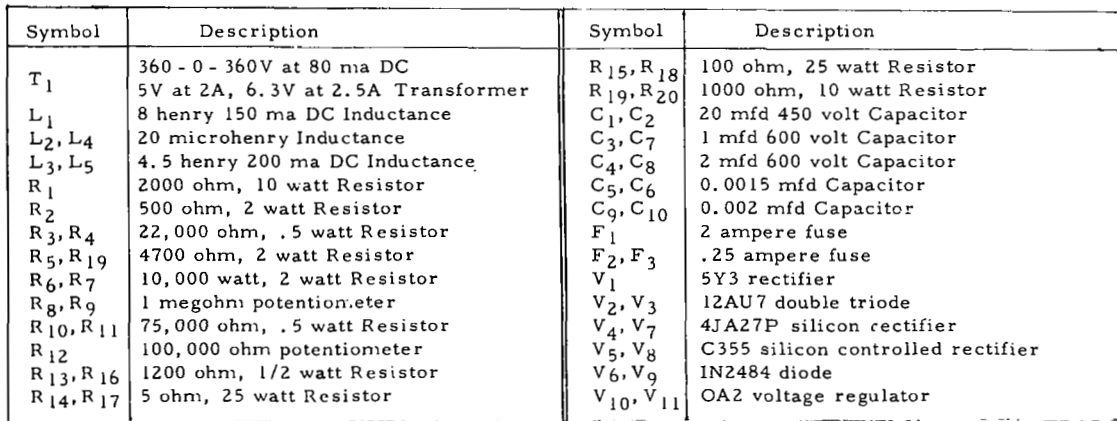 Symbol Description
T1 360 - 0 - 360V at 80 ma DC
5V at 2A, 6.3V at 2.5A Transformer
L1 8 henry 150 ma DC Inductance
L2, L4 20 microhenry Inductance
L3, L5 4.5 henry 200 ma DC Inductance
R1 2000 ohm, 10 watt Resistor
R2 500 ohm, 2 watt Resistor
R3, R4 22,000 ohm, .5 watt Resistor
R5, R19 4700 ohm, 2 watt Resistor
R6, R7 10,000 watt, 2 watt Resistor
R8, R9 1 megohm potentiometer
R10, R11 75,000 ohm, .5 watt Resistor
R12 100,000 ohm potentiometer
R13, R16 1200 ohm, 1/2 watt Resistor
R14, R17 5 ohm, 25 watt Resistor
Symbol Description
R15, R18 100 ohm, 25 watt Resistor
R19, R20 1000 ohm, 10 watt Resistor
C1, C2 20 mfd 450 volt Capacitor
C3, C7 1 mfd 600 volt Capacitor
C4, C8 2 mfd 600 volt Capacitor
C5, C6 0.0015 mfd Capacitor
C9, C10 0.002 mfd Capacitor
F1 2 ampere fuse
F2, F3 .25 ampere fuse
V1 5Y3 rectifier
V2, V3 12AU7 double triode
V4, V7 4JA27P silicon rectifier
V5, V8 C355 silicon controlled rectifier
V6, V9 IN2484 diode
V10, V11 OA2 voltage regulator